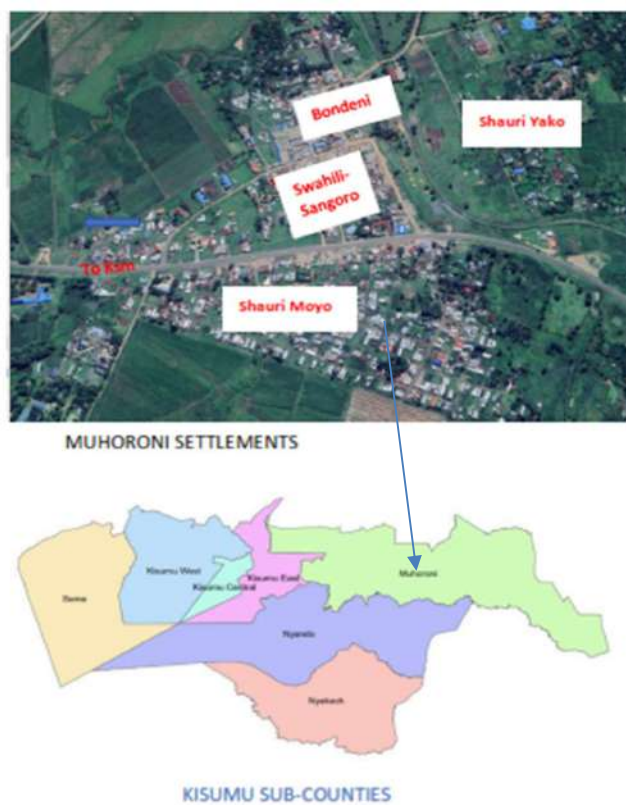 Bondeni
Shauri Yako
Swahili-
Sangoro
To Ksm
Shauri Moyo
MUHORONI SETTLEMENTS
Kisumu West
Kisumu Central
Kisumu East
Muhoroni
Seme
Nyando
Nyakach
KISUMU SUB-COUNTIES